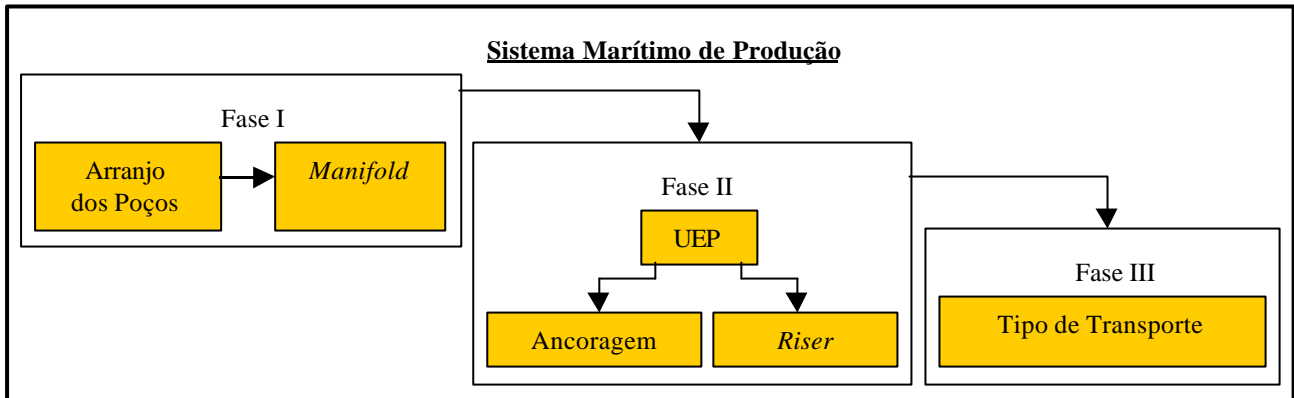 Sistema Marítimo de Produção
Fase I
Arranjo
dos Poços
Manifold
Fase II
UEP
Ancoragem
Riser
Fase III
Tipo de Transporte